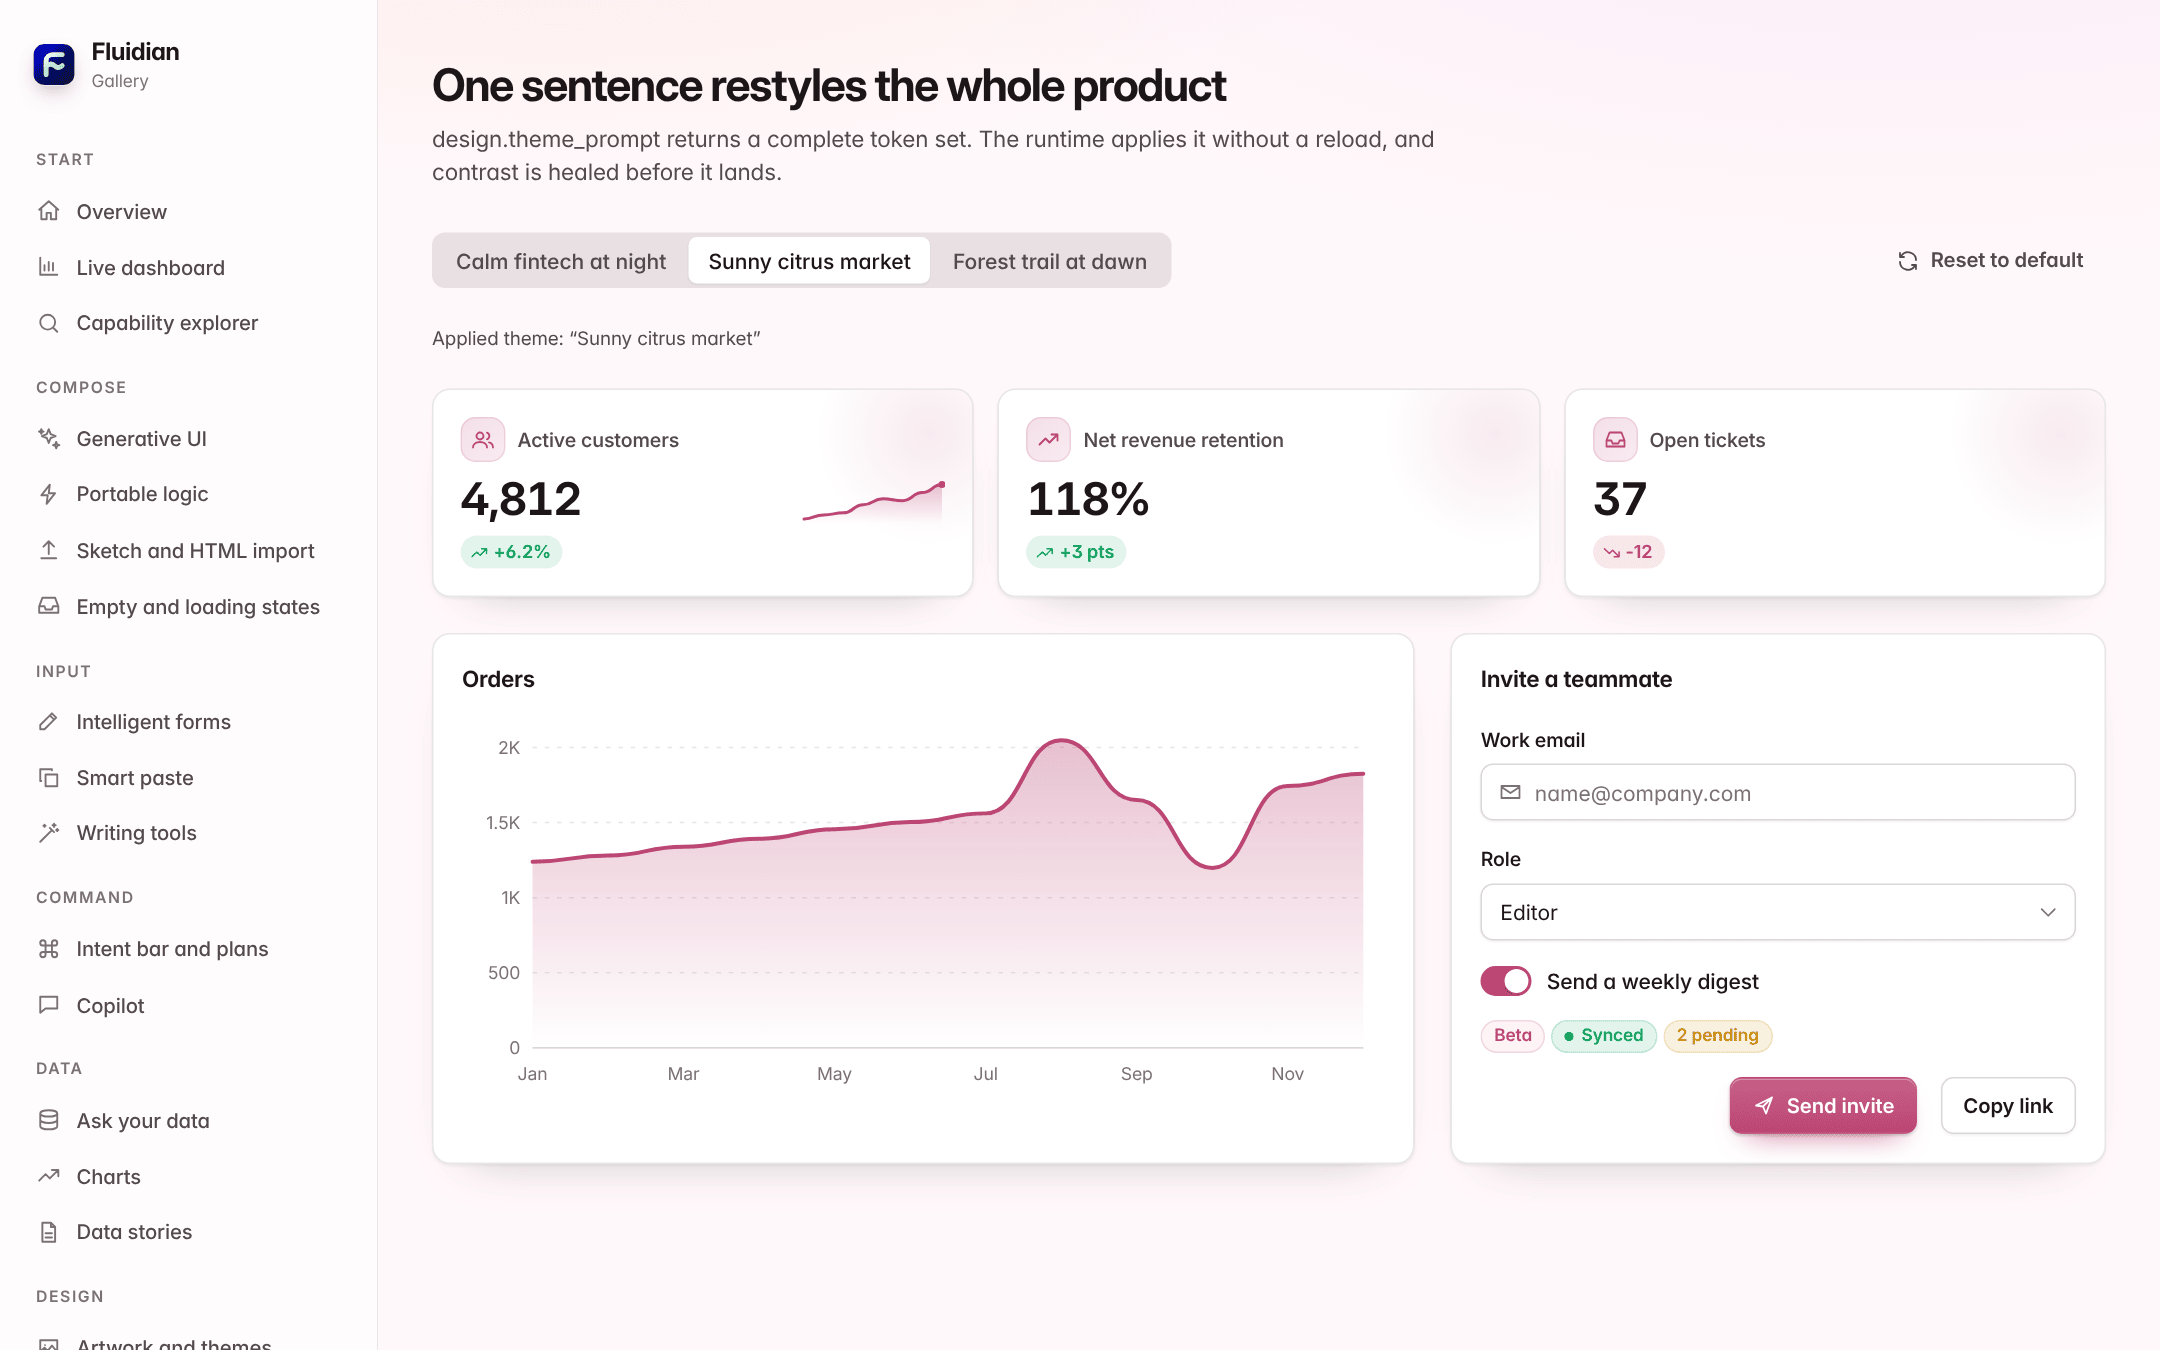 Fluidian
Gallery
START
Overview
Live dashboard
Capability explorer
COMPOSE
Generative UI
Portable logic
Sketch and HTML import
Empty and loading states
INPUT
Intelligent forms
Smart paste
Writing tools
COMMAND
Intent bar and plans
Copilot
DATA
Ask your data
Charts
Data stories
DESIGN
Artwork and themes
One sentence restyles the whole product
design.theme_prompt returns a complete token set. The runtime applies it without a reload, and
contrast is healed before it lands.
Calm fintech at night
Sunny citrus market
Forest trail at dawn
Reset to default
Applied theme: “Sunny citrus market”
Active customers
4,812
+6.2%
Net revenue retention
118%
+3 pts
Open tickets
37
-12
Orders
2K
1.5K
1K
500
0
Jan Mar May Jul Sep Nov
Invite a teammate
Work email
name@company.com
Role
Editor
Send a weekly digest
Beta
Synced
2 pending
Send invite
Copy link